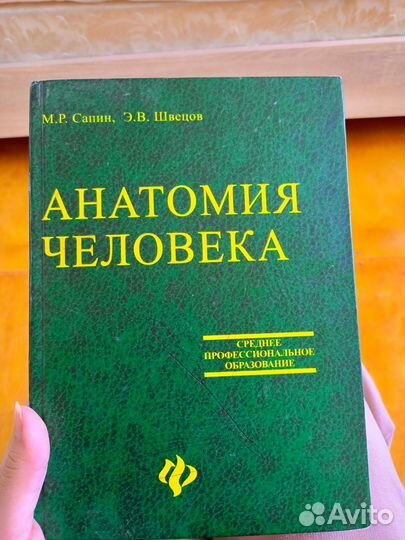 М.Р. Сапин, Э.В. Швецов
АНАТОМИЯ
ЧЕЛОВЕКА
СРЕДНЕЕ
ПРОФЕССИОНАЛЬНОЕ
ОБРАЗОВАНИЕ
Avito